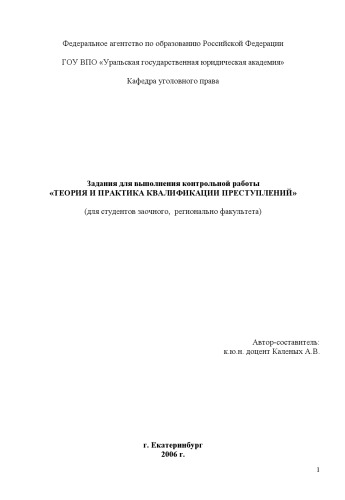 Федеральное агентство по образованию Российской Федерации
ГОУ ВПО «Уральская государственная юридическая академия»
Кафедра уголовного права
Задания для выполнения контрольной работы
«ТЕОРИЯ И ПРАКТИКА КВАЛИФИКАЦИИ ПРЕСТУПЛЕНИЙ»
(для студентов заочного, регионально факультета)
Автор-составитель:
к.ю.н. доцент Каленых А.В.
г. Екатеринбург
2006 г.
1